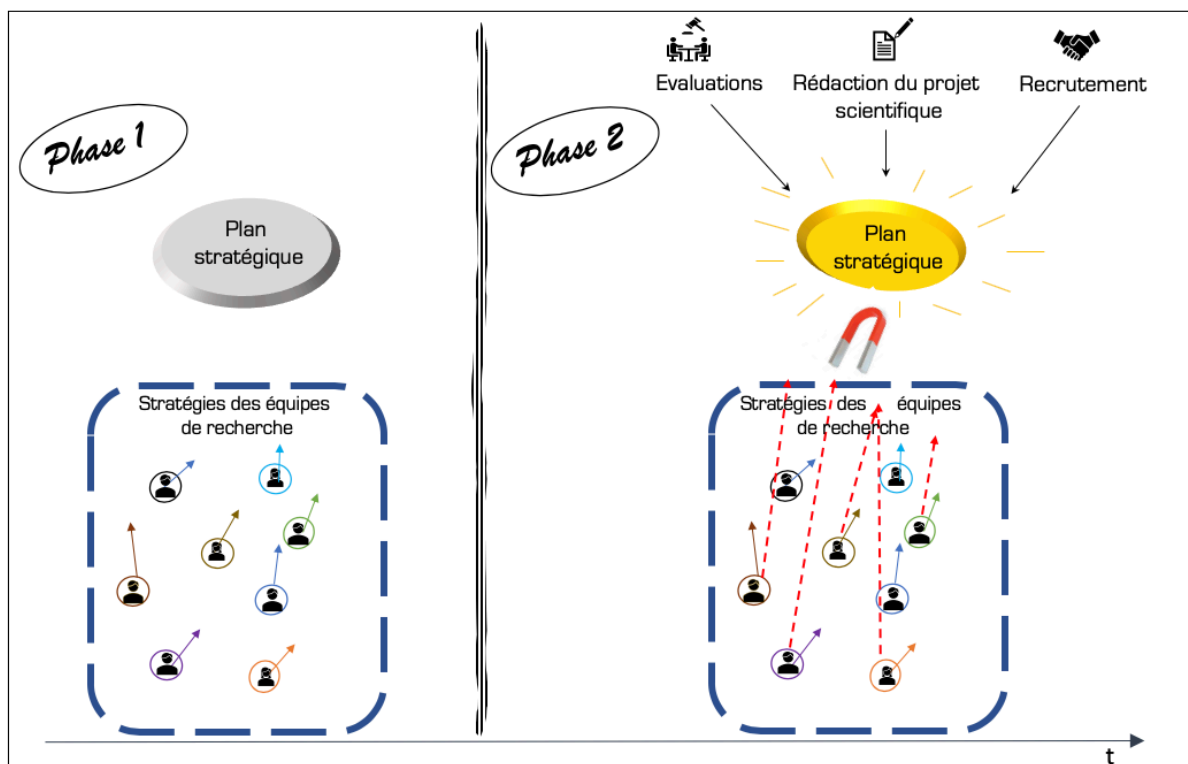 Phase 1
Plan
stratégique
Stratégies des équipes
de recherche
Phase 2
Evaluations
Rédaction du projet
scientifique
Recrutement
Plan
stratégique
Stratégies des équipes
de recherche
t